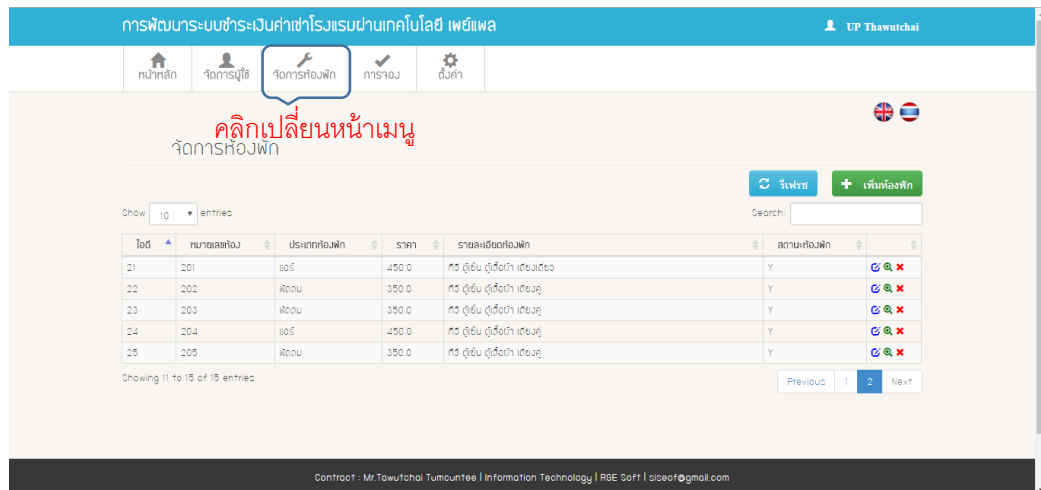 การพัฒนาระบบชำระเงินค่าเช่าโรงแรมผ่านเทคโนโลยี เพย์แพล
UP Thawutchai
หน้าหลัก จัดการผู้ใช้ จัดการห้องพัก การจอง ตั้งค่า
คลิกเปลี่ยนหน้าเมนู
จัดการห้องพัก
รีเฟรช เพิ่มห้องพัก
Show 10 entries Search:
ไอดี หมายเลขห้อง ประเภทห้องพัก ราคา รายละเอียดห้องพัก สถานะห้องพัก
21 201 แอร์ 450.0 ทีวี ตู้เย็น ตู้เสื้อผ้า เตียงเดี่ยว Y
22 202 พัดลม 350.0 ทีวี ตู้เย็น ตู้เสื้อผ้า เตียงคู่ Y
23 203 พัดลม 350.0 ทีวี ตู้เย็น ตู้เสื้อผ้า เตียงคู่ Y
24 204 แอร์ 450.0 ทีวี ตู้เย็น ตู้เสื้อผ้า เตียงคู่ Y
25 205 พัดลม 350.0 ทีวี ตู้เย็น ตู้เสื้อผ้า เตียงคู่ Y
Showing 11 to 15 of 15 entries Previous 1 2 Next
Contract : Mr.Tawutchai Tumcuntee | Information Technology | RGE Soft | siseof@gmail.com